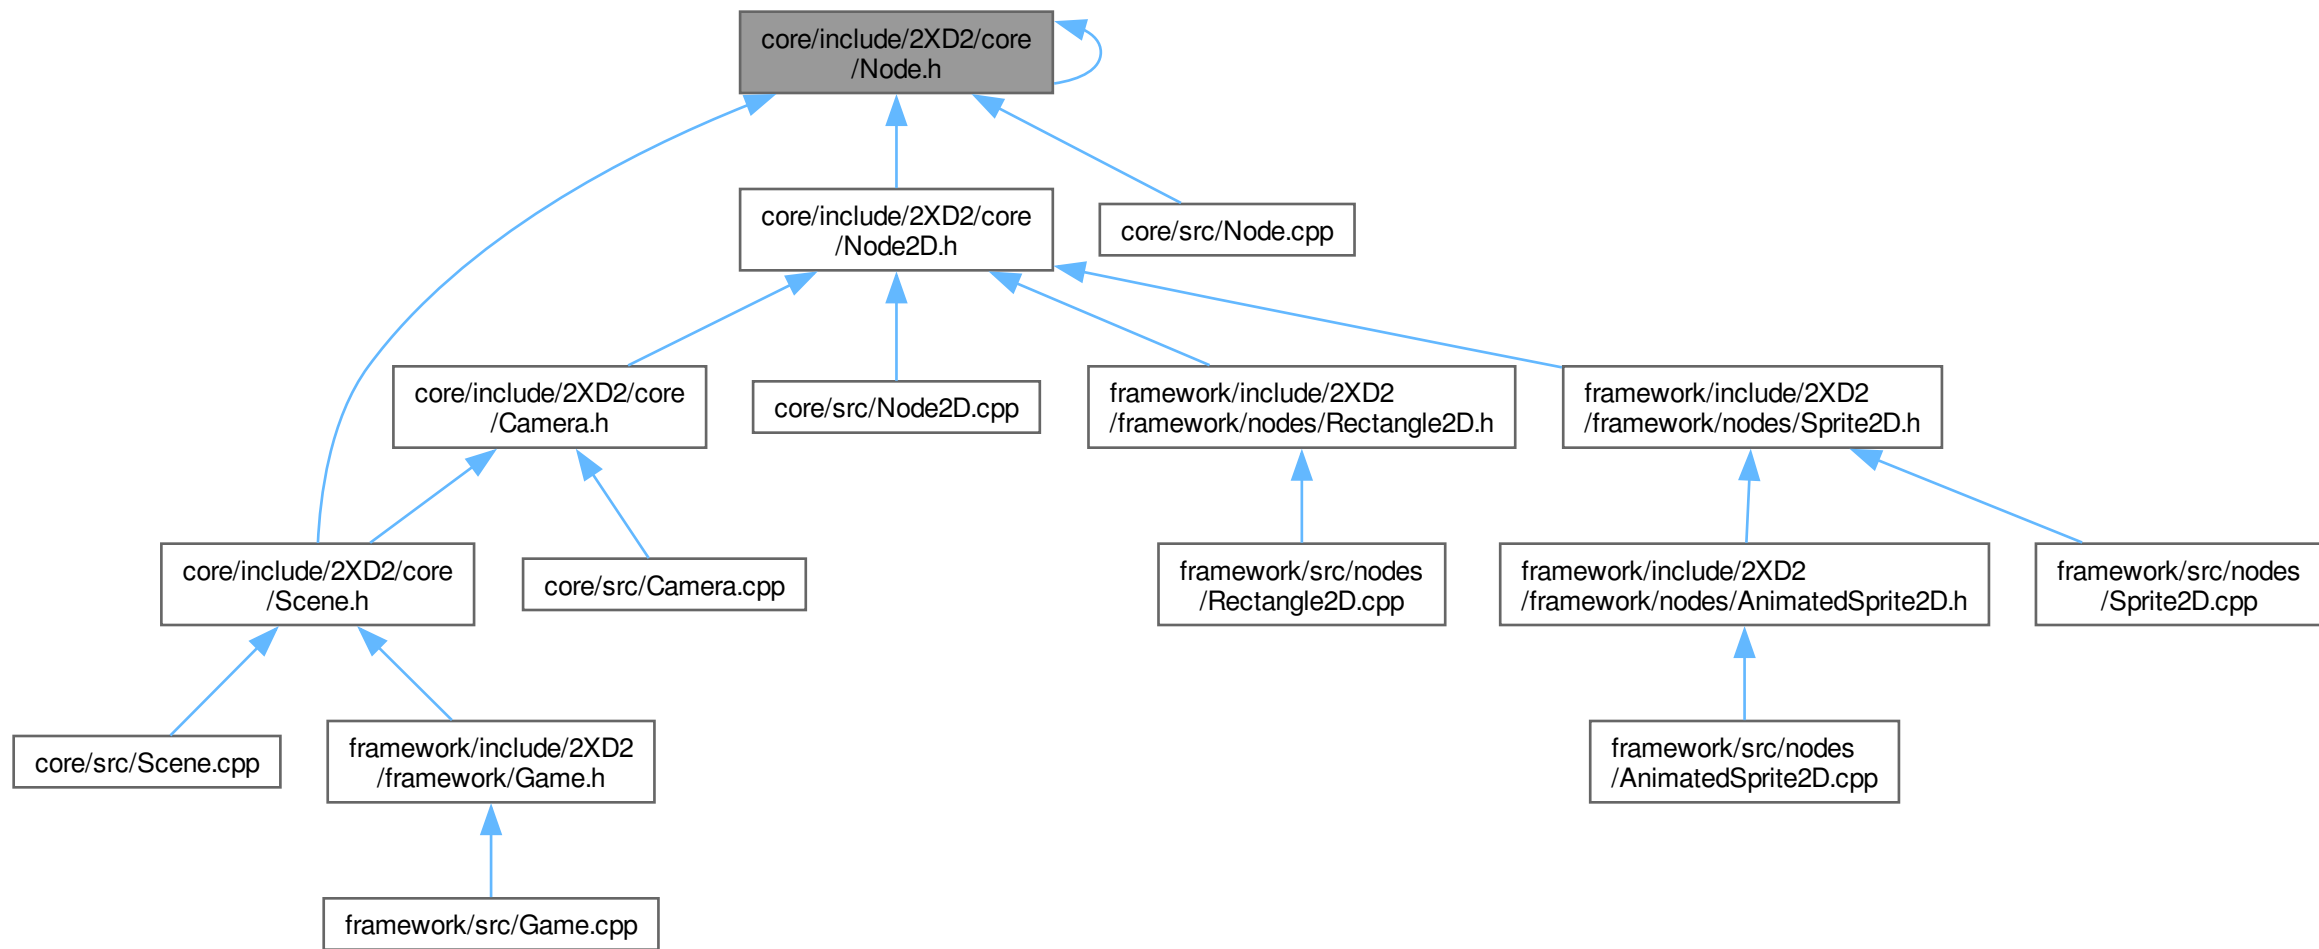 core/include/2XD2/core
/Node.h
core/include/2XD2/core
/Node2D.h
core/src/Node.cpp
core/include/2XD2/core
/Camera.h
core/src/Node2D.cpp
framework/include/2XD2
/framework/nodes/Rectangle2D.h
framework/include/2XD2
/framework/nodes/Sprite2D.h
core/include/2XD2/core
/Scene.h
core/src/Camera.cpp
framework/src/nodes
/Rectangle2D.cpp
framework/include/2XD2
/framework/nodes/AnimatedSprite2D.h
framework/src/nodes
/Sprite2D.cpp
core/src/Scene.cpp
framework/include/2XD2
/framework/Game.h
framework/src/nodes
/AnimatedSprite2D.cpp
framework/src/Game.cpp